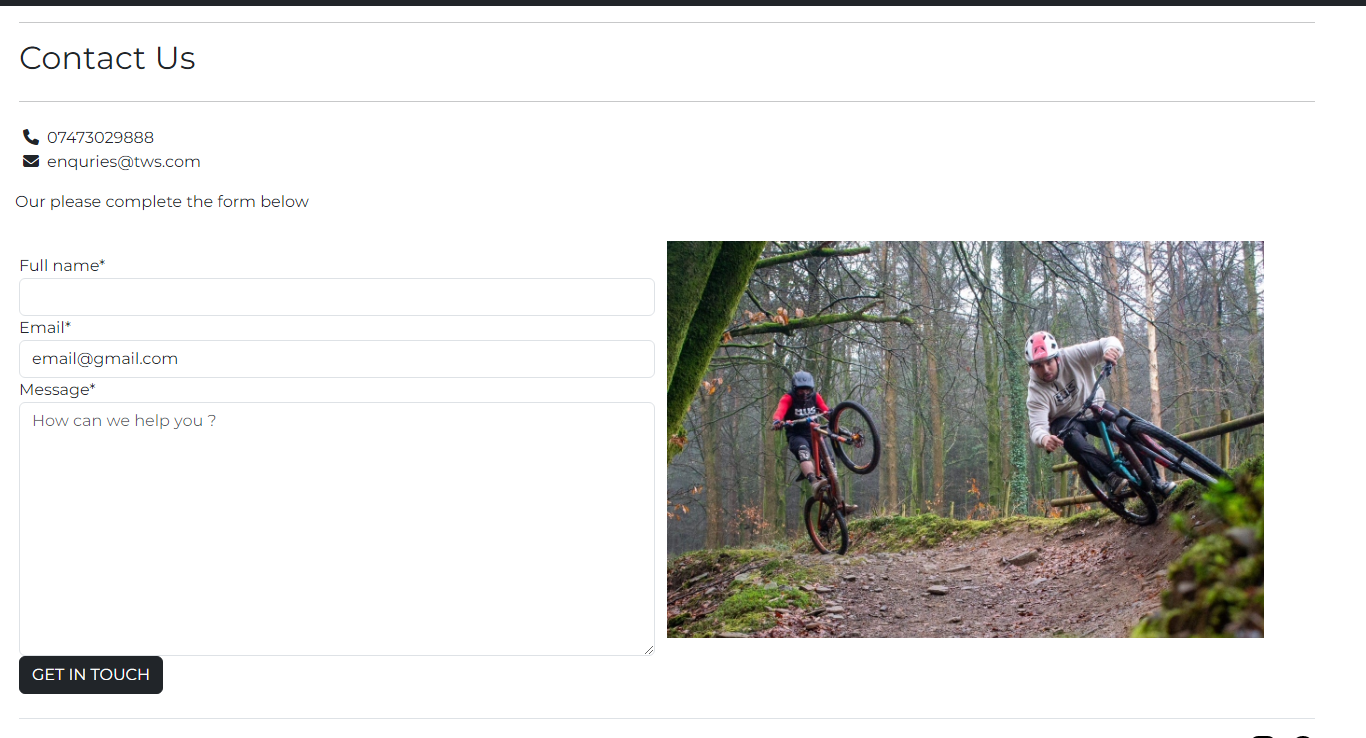 Contact Us
07473029888
enquries@tws.com
Our please complete the form below
Full name*
Email*
email@gmail.com
Message*
How can we help you ?
GET IN TOUCH